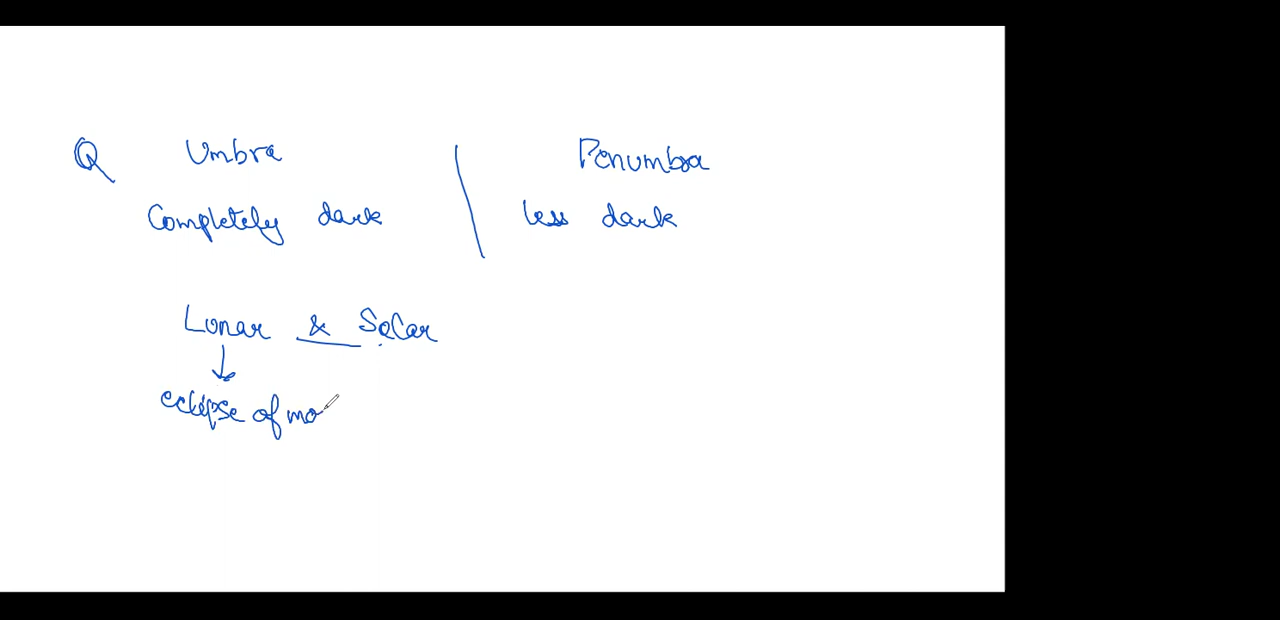 Q Umbra | Penumbra
Completely dark | less dark
Lunar & Solar
eclipse of mo